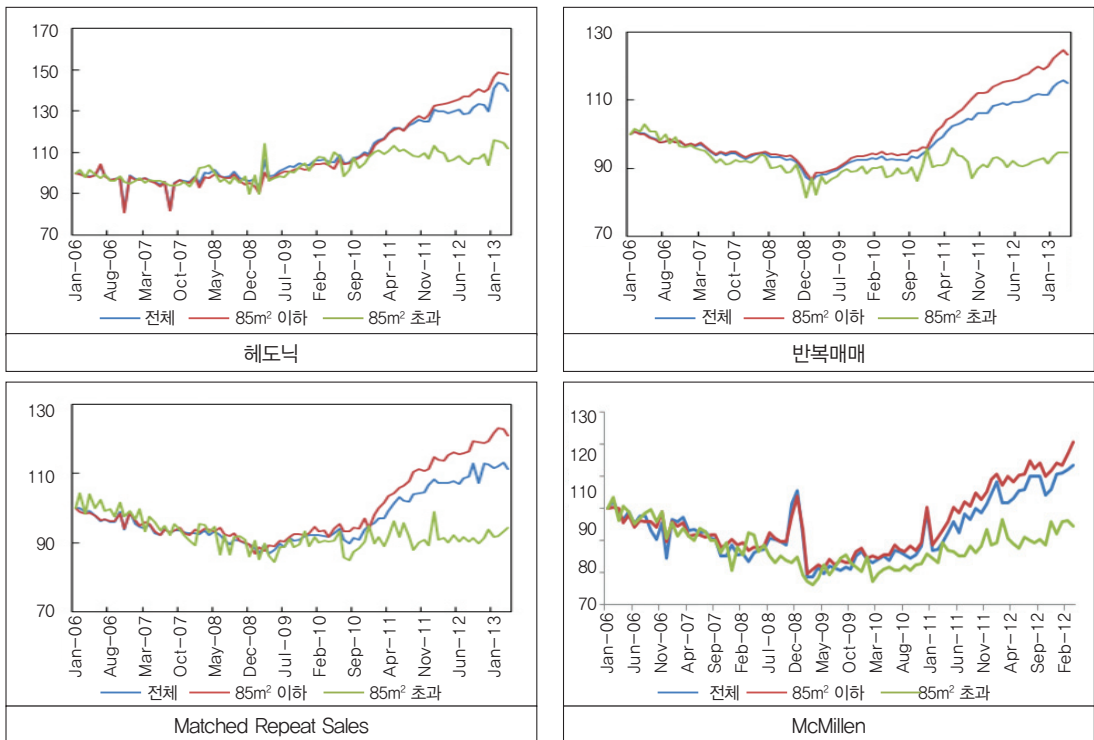 170
150
130
110
90
70
Jan-06
Aug-06
Mar-07
Oct-07
May-08
Dec-08
Jul-09
Feb-10
Sep-10
Apr-11
Nov-11
Jun-12
Jan-13
전체 85m² 이하 85m² 초과
헤도닉
130
110
90
70
Jan-06
Aug-06
Mar-07
Oct-07
May-08
Dec-08
Jul-09
Feb-10
Sep-10
Apr-11
Nov-11
Jun-12
Jan-13
전체 85m² 이하 85m² 초과
반복매매
130
110
90
70
Jan-06
Aug-06
Mar-07
Oct-07
May-08
Dec-08
Jul-09
Feb-10
Sep-10
Apr-11
Nov-11
Jun-12
Jan-13
전체 85m² 이하 85m² 초과
Matched Repeat Sales
130
120
110
90
80
70
Jan-06
Jun-06
Nov-06
Apr-07
Sep-07
Feb-08
Jul-08
Dec-08
May-09
Oct-09
Mar-10
Aug-10
Jan-11
Jun-11
Nov-11
Apr-12
Sep-12
Feb-12
전체 85m² 이하 85m² 초과
McMillen